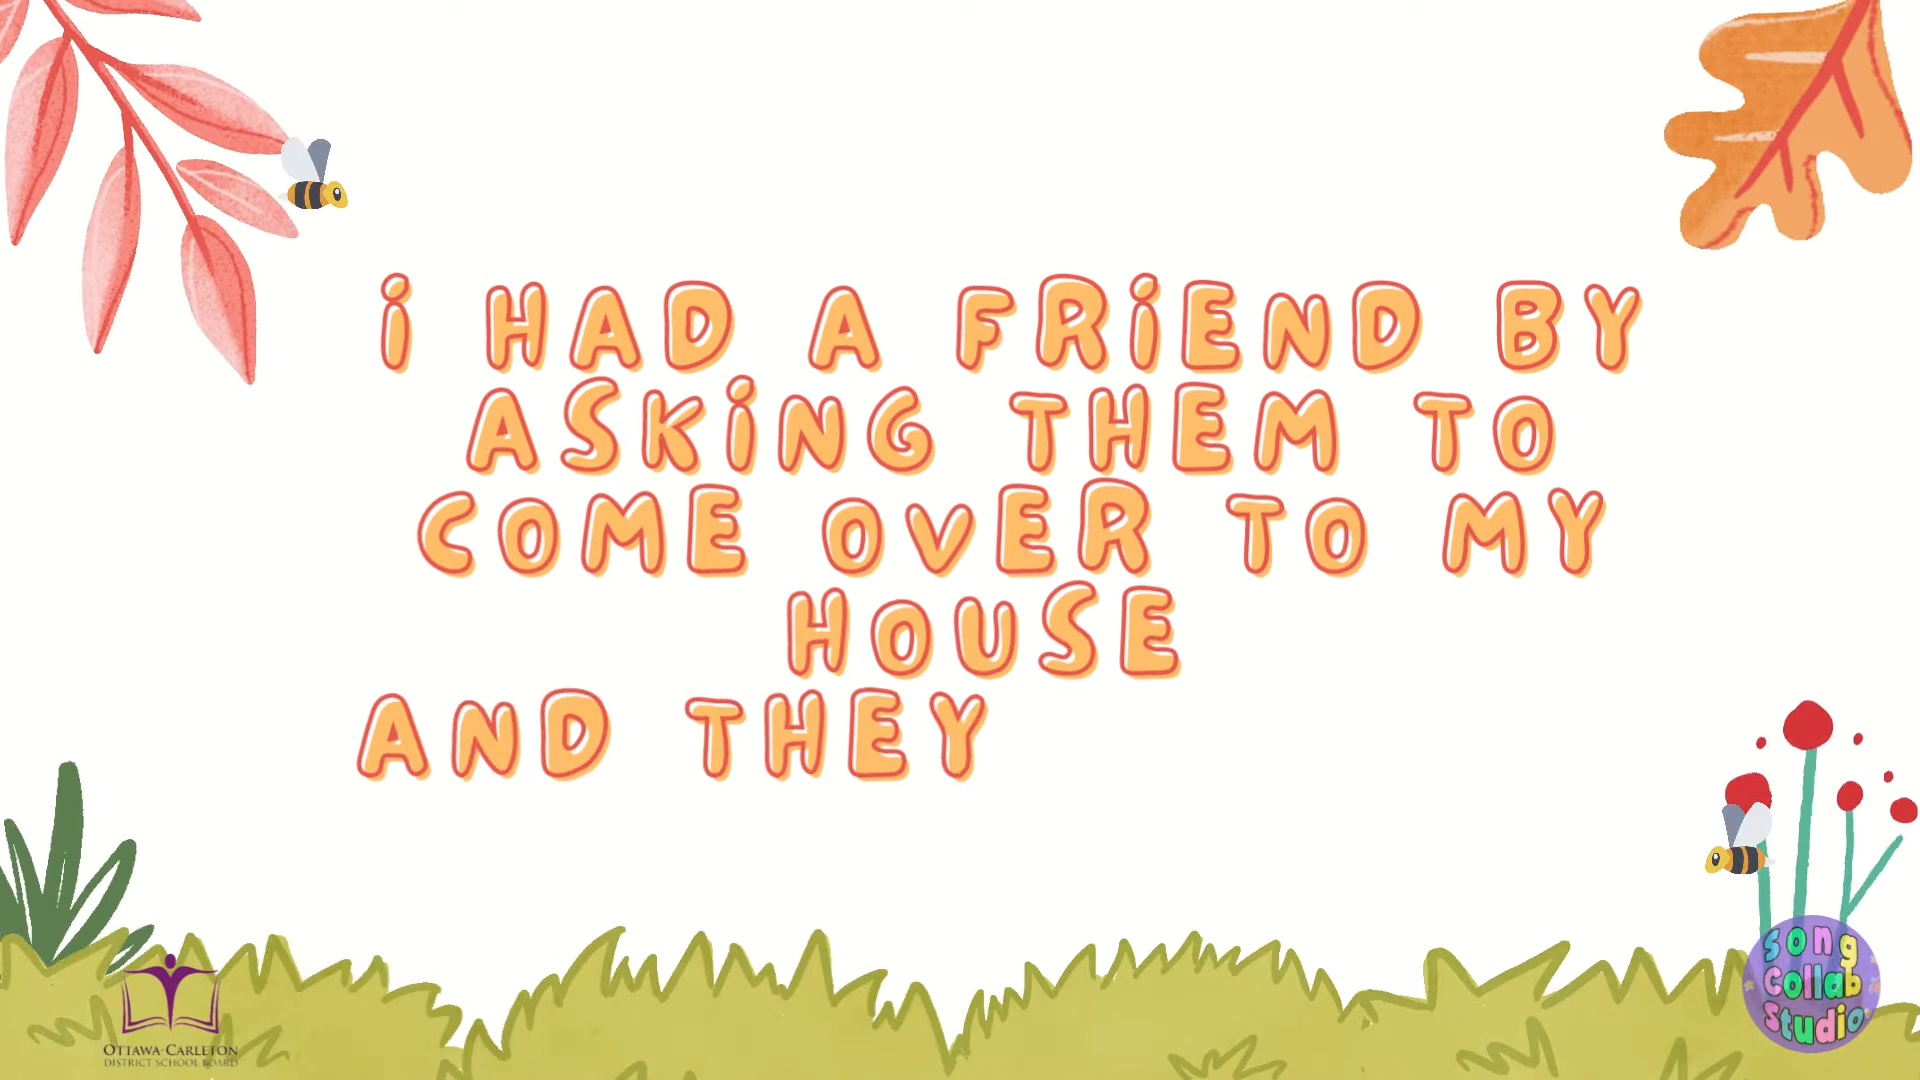 I HAD A FRIEND BY
ASKING THEM TO
COME OVER TO MY
HOUSE
AND THEY
OTTAWA-CARLETON
DISTRICT SCHOOL BOARD
song
Collab
Studio